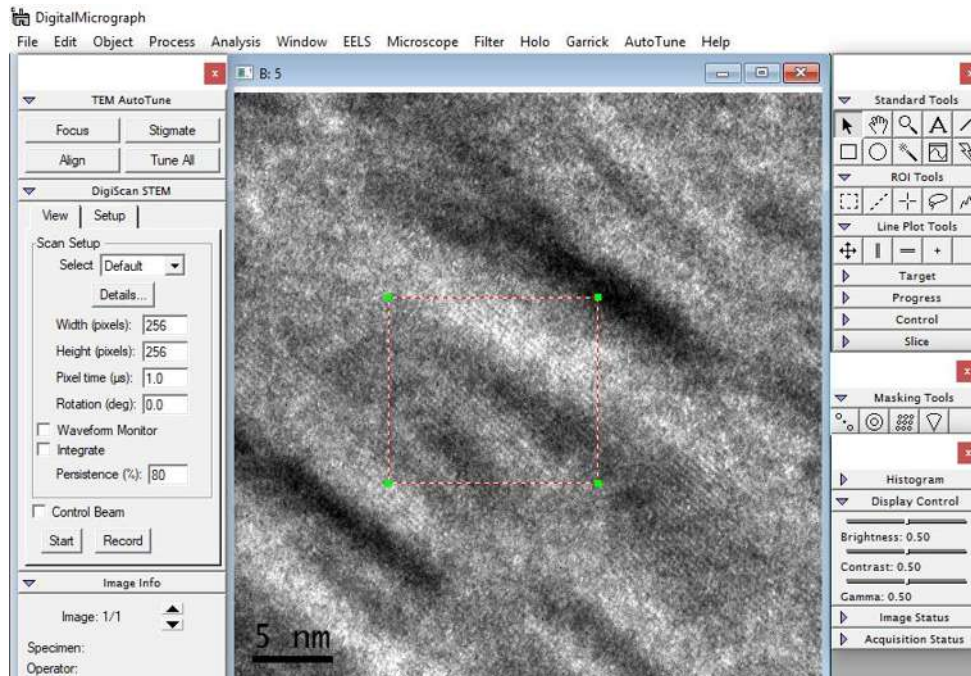 DigitalMicrograph
File Edit Object Process Analysis Window EELS Microscope Filter Holo Garrick AutoTune Help
B: 5
TEM AutoTune
Focus Stigmate
Align Tune All
DigiScan STEM
View Setup
Scan Setup
Select Default
Details...
Width (pixels): 256
Height (pixels): 256
Pixel time (µs): 1.0
Rotation (deg): 0.0
Waveform Monitor
Integrate
Persistence (%): 80
Control Beam
Start Record
Image Info
Image: 1/1
Specimen:
Operator:
5 nm
Standard Tools
A
ROI Tools
Line Plot Tools
Target
Progress
Control
Slice
Masking Tools
Histogram
Display Control
Brightness: 0.50
Contrast: 0.50
Gamma: 0.50
Image Status
Acquisition Status